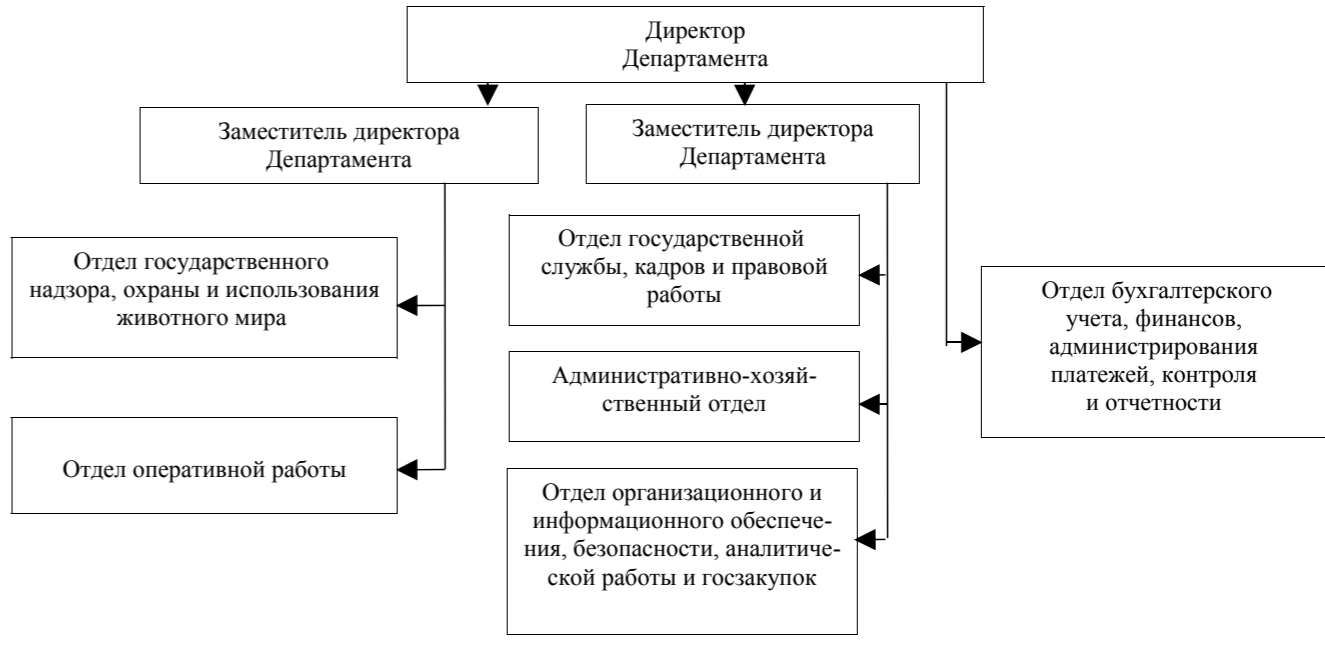 Директор
Департамента
Заместитель директора
Департамента
Заместитель директора
Департамента
Отдел государственного
надзора, охраны и использования
животного мира
Отдел оперативной работы
Отдел государственной
службы, кадров и правовой
работы
Административно-хозяй-
ственный отдел
Отдел организационного и
информационного обеспече-
ния, безопасности, аналитиче-
ской работы и госзакупок
Отдел бухгалтерского
учета, финансов,
администрирования
платежей, контроля
и отчетности